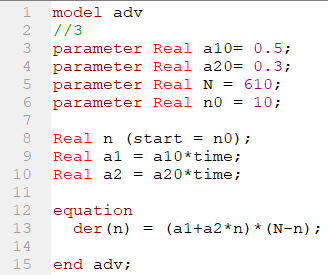 1 model adv
2 //3
3 parameter Real a10= 0.5;
4 parameter Real a20= 0.3;
5 parameter Real N = 610;
6 parameter Real n0 = 10;
7
8 Real n (start = n0);
9 Real a1 = a10*time;
10 Real a2 = a20*time;
11
12 equation
13   der(n) = (a1+a2*n)*(N-n);
14
15 end adv;